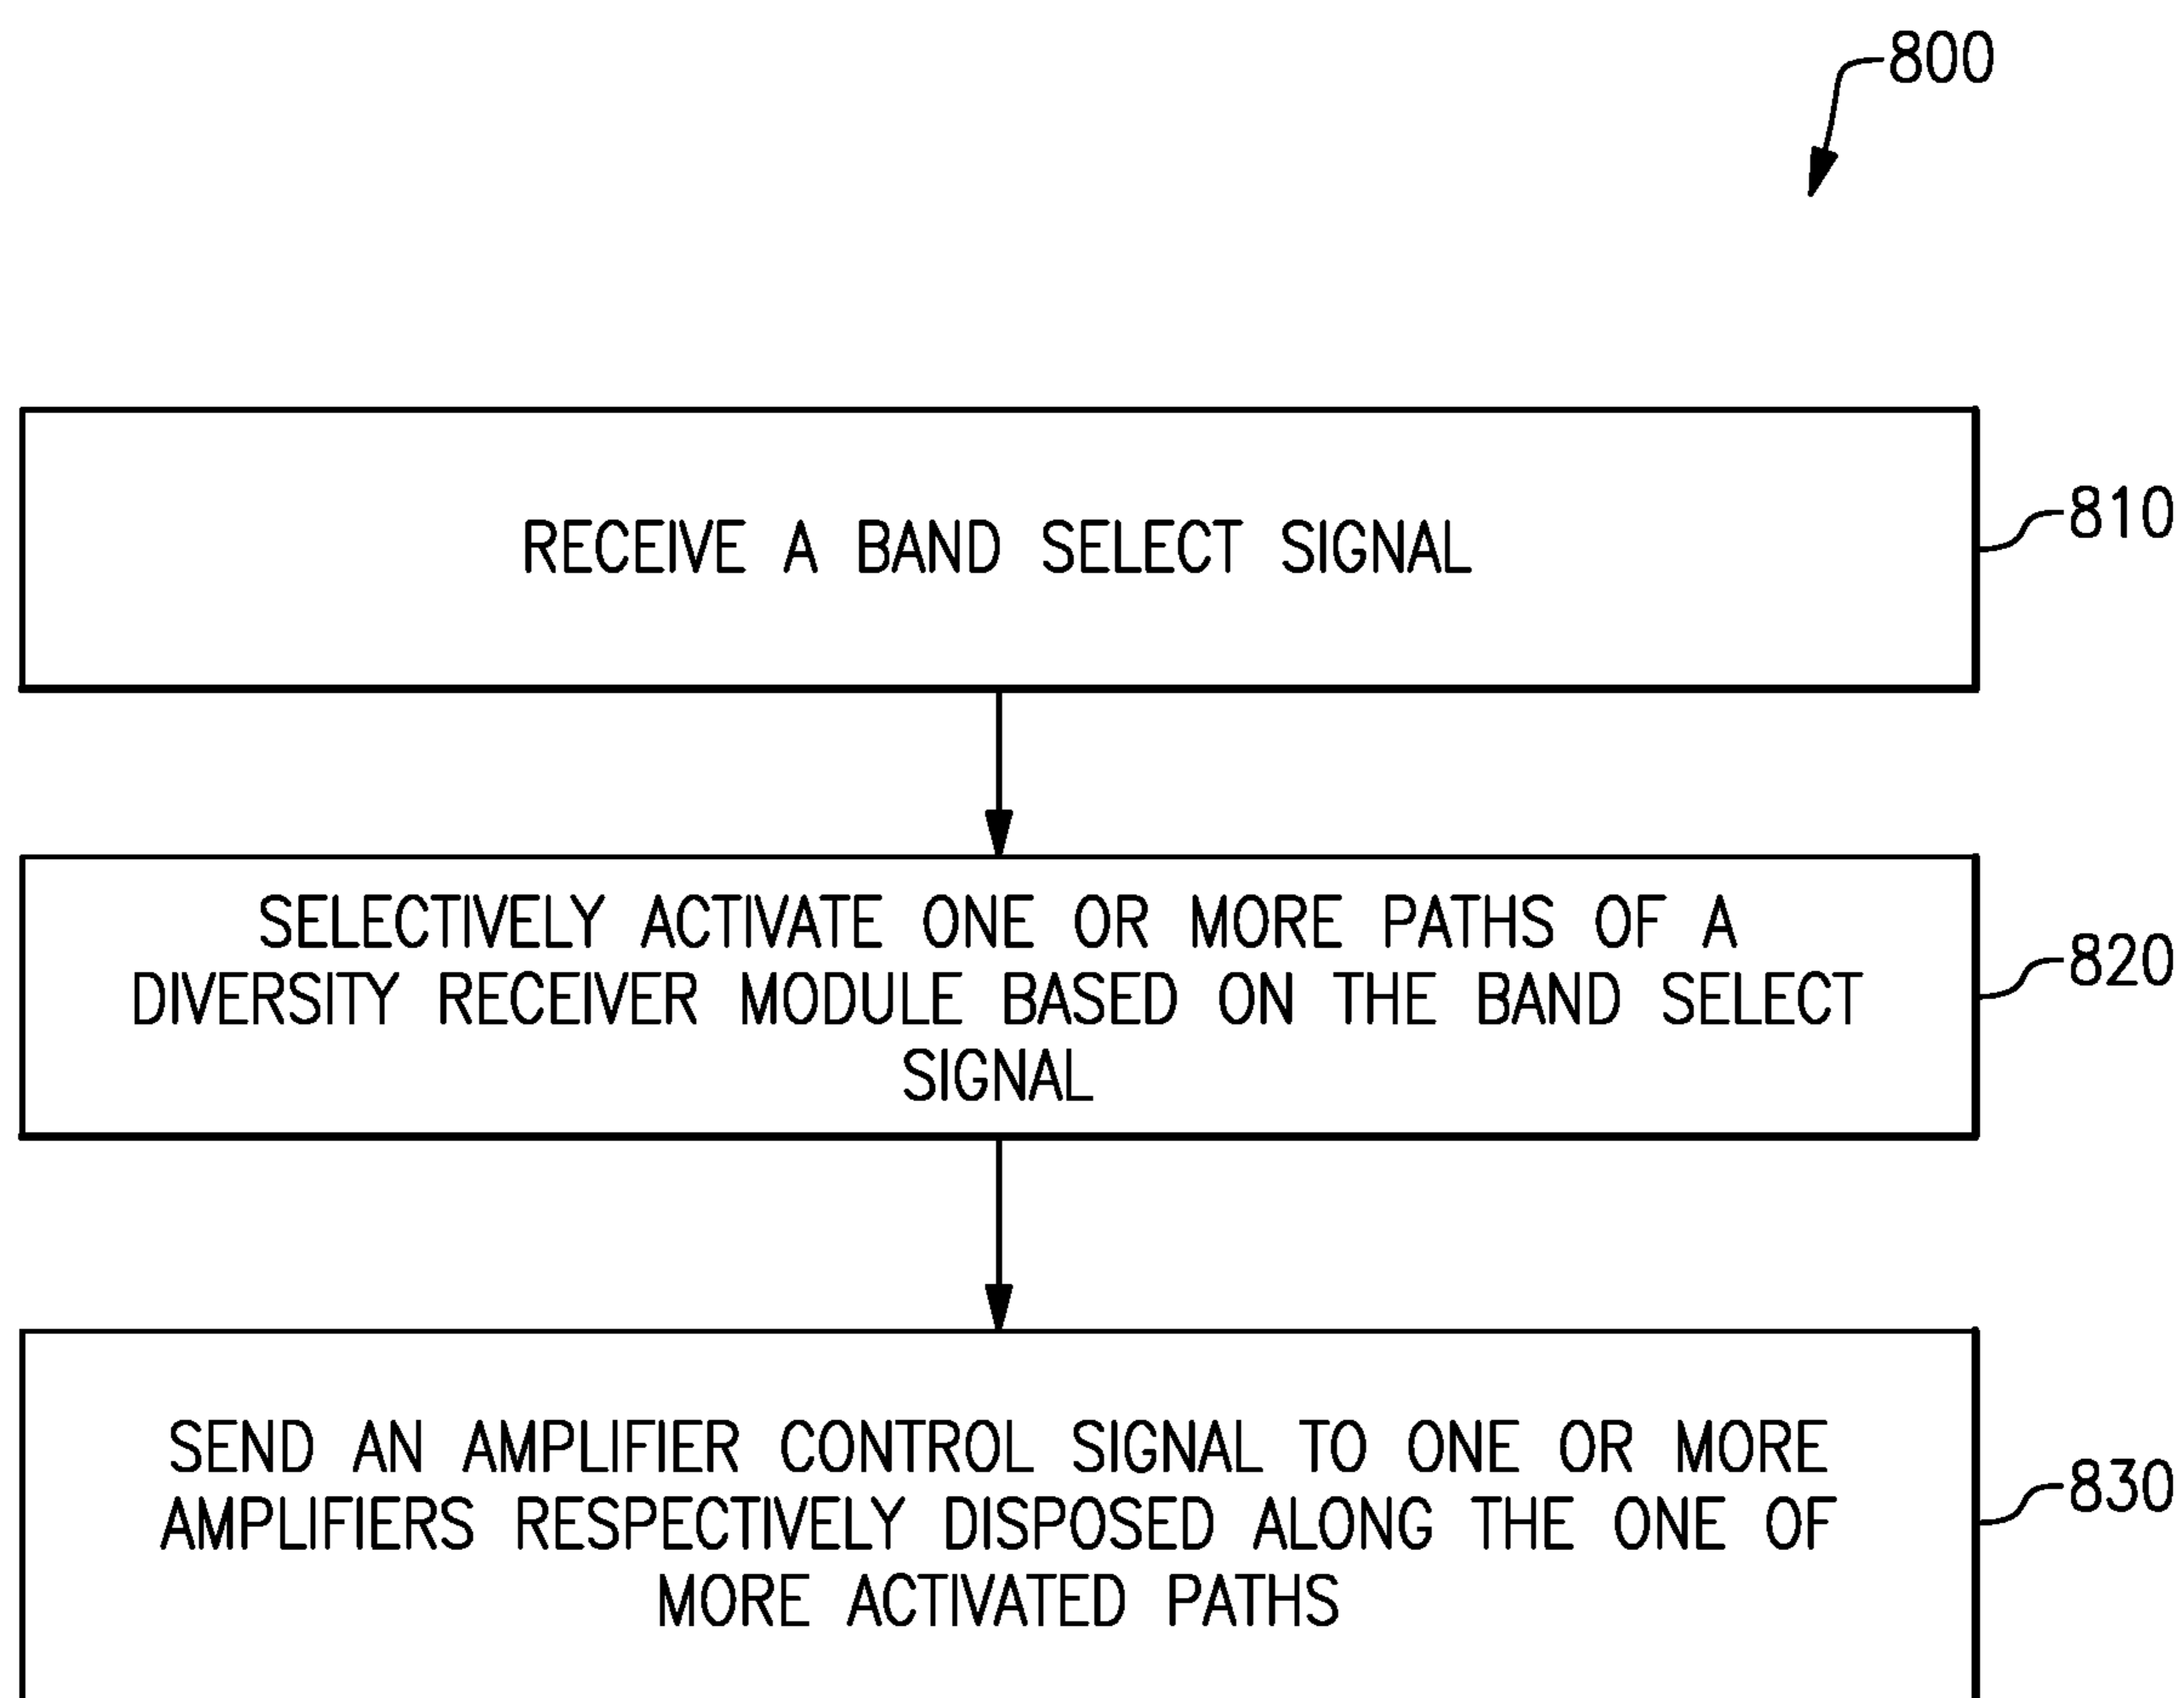 800
RECEIVE A BAND SELECT SIGNAL
810
SELECTIVELY ACTIVATE ONE OR MORE PATHS OF A
DIVERSITY RECEIVER MODULE BASED ON THE BAND SELECT
SIGNAL
820
SEND AN AMPLIFIER CONTROL SIGNAL TO ONE OR MORE
AMPLIFIERS RESPECTIVELY DISPOSED ALONG THE ONE OF
MORE ACTIVATED PATHS
830